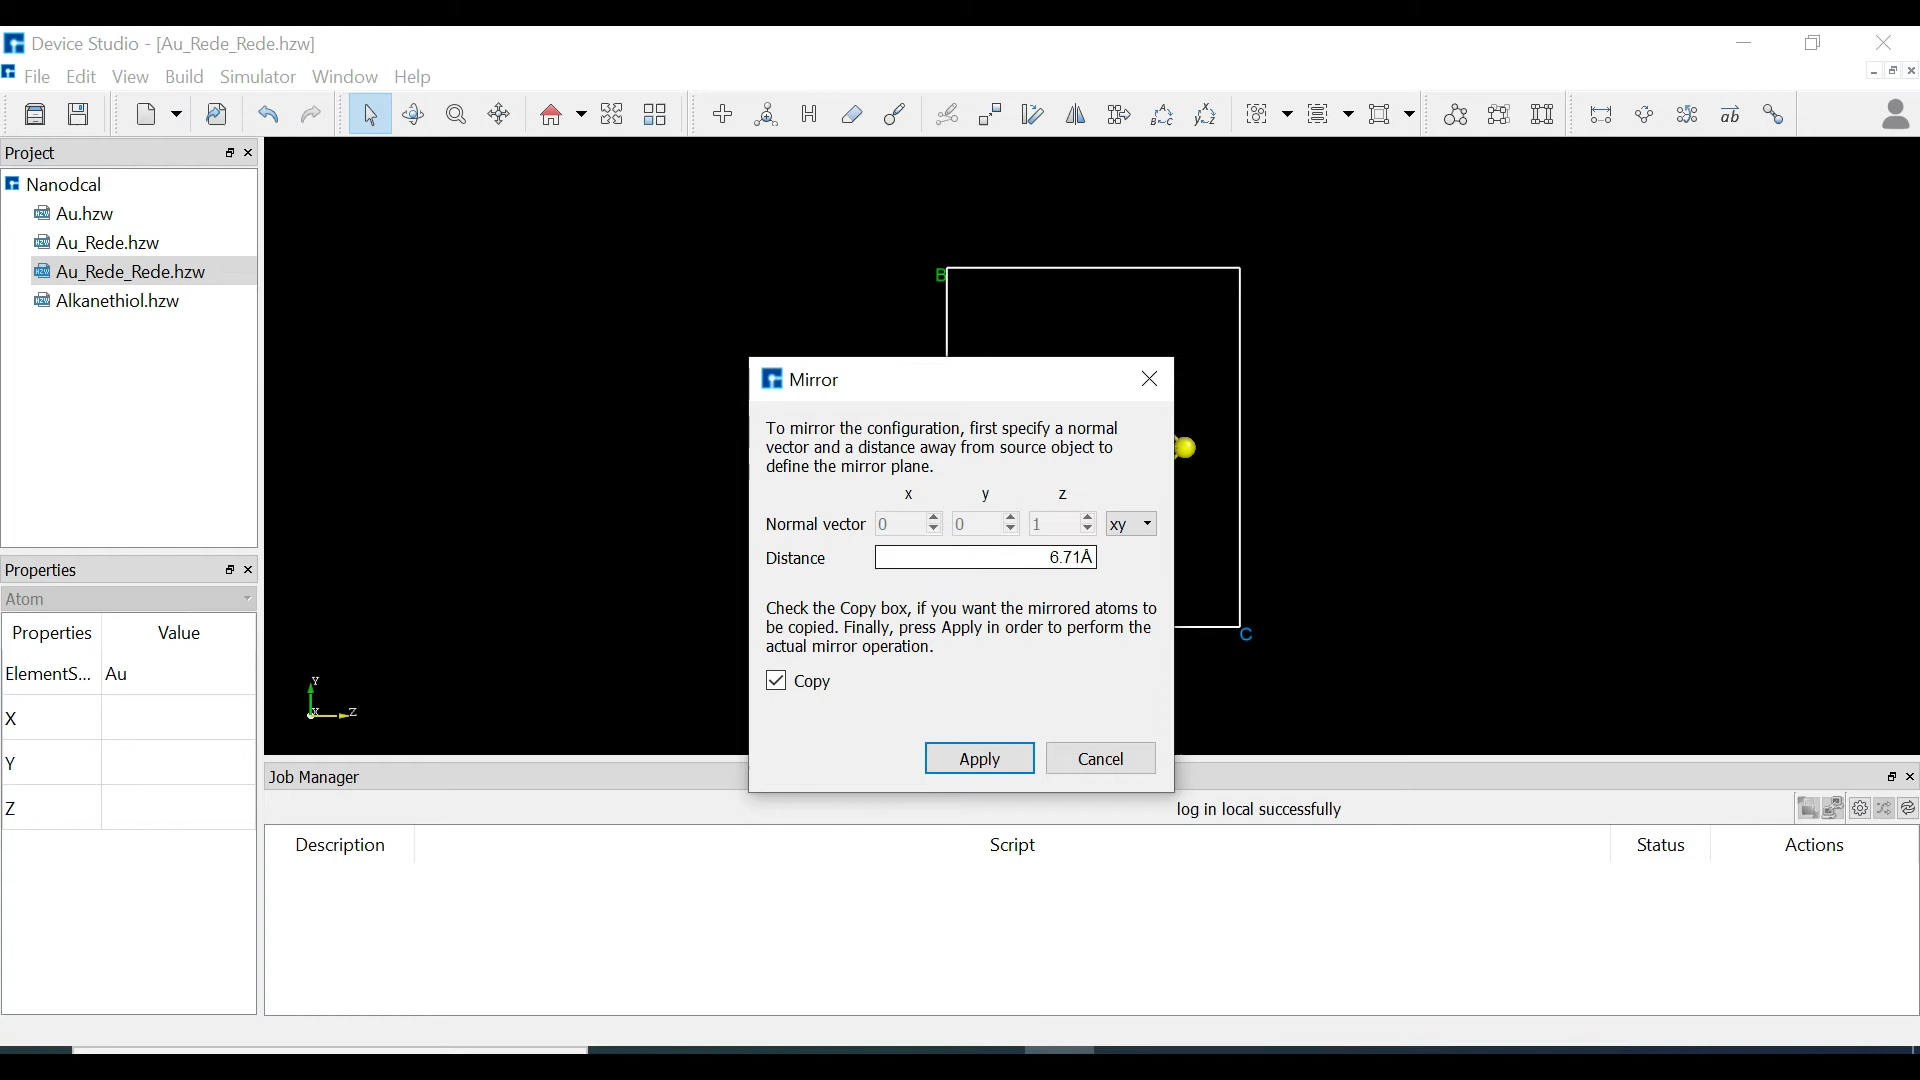 Device Studio - [Au_Rede_Rede.hzw]
File Edit View Build Simulator Window Help
Project
Nanodcal
Au.hzw
Au_Rede.hzw
Au_Rede_Rede.hzw
Alkanethiol.hzw
B
C
Y
X
Z
Mirror
To mirror the configuration, first specify a normal
vector and a distance away from source object to
define the mirror plane.
x y z
Normal vector 0 0 1 xy
Distance 6.71Å
Check the Copy box, if you want the mirrored atoms to
be copied. Finally, press Apply in order to perform the
actual mirror operation.
Copy
Apply Cancel
Properties
Atom
Properties Value
ElementS... Au
X
Y
Z
Job Manager
log in local successfully
Description Script Status Actions